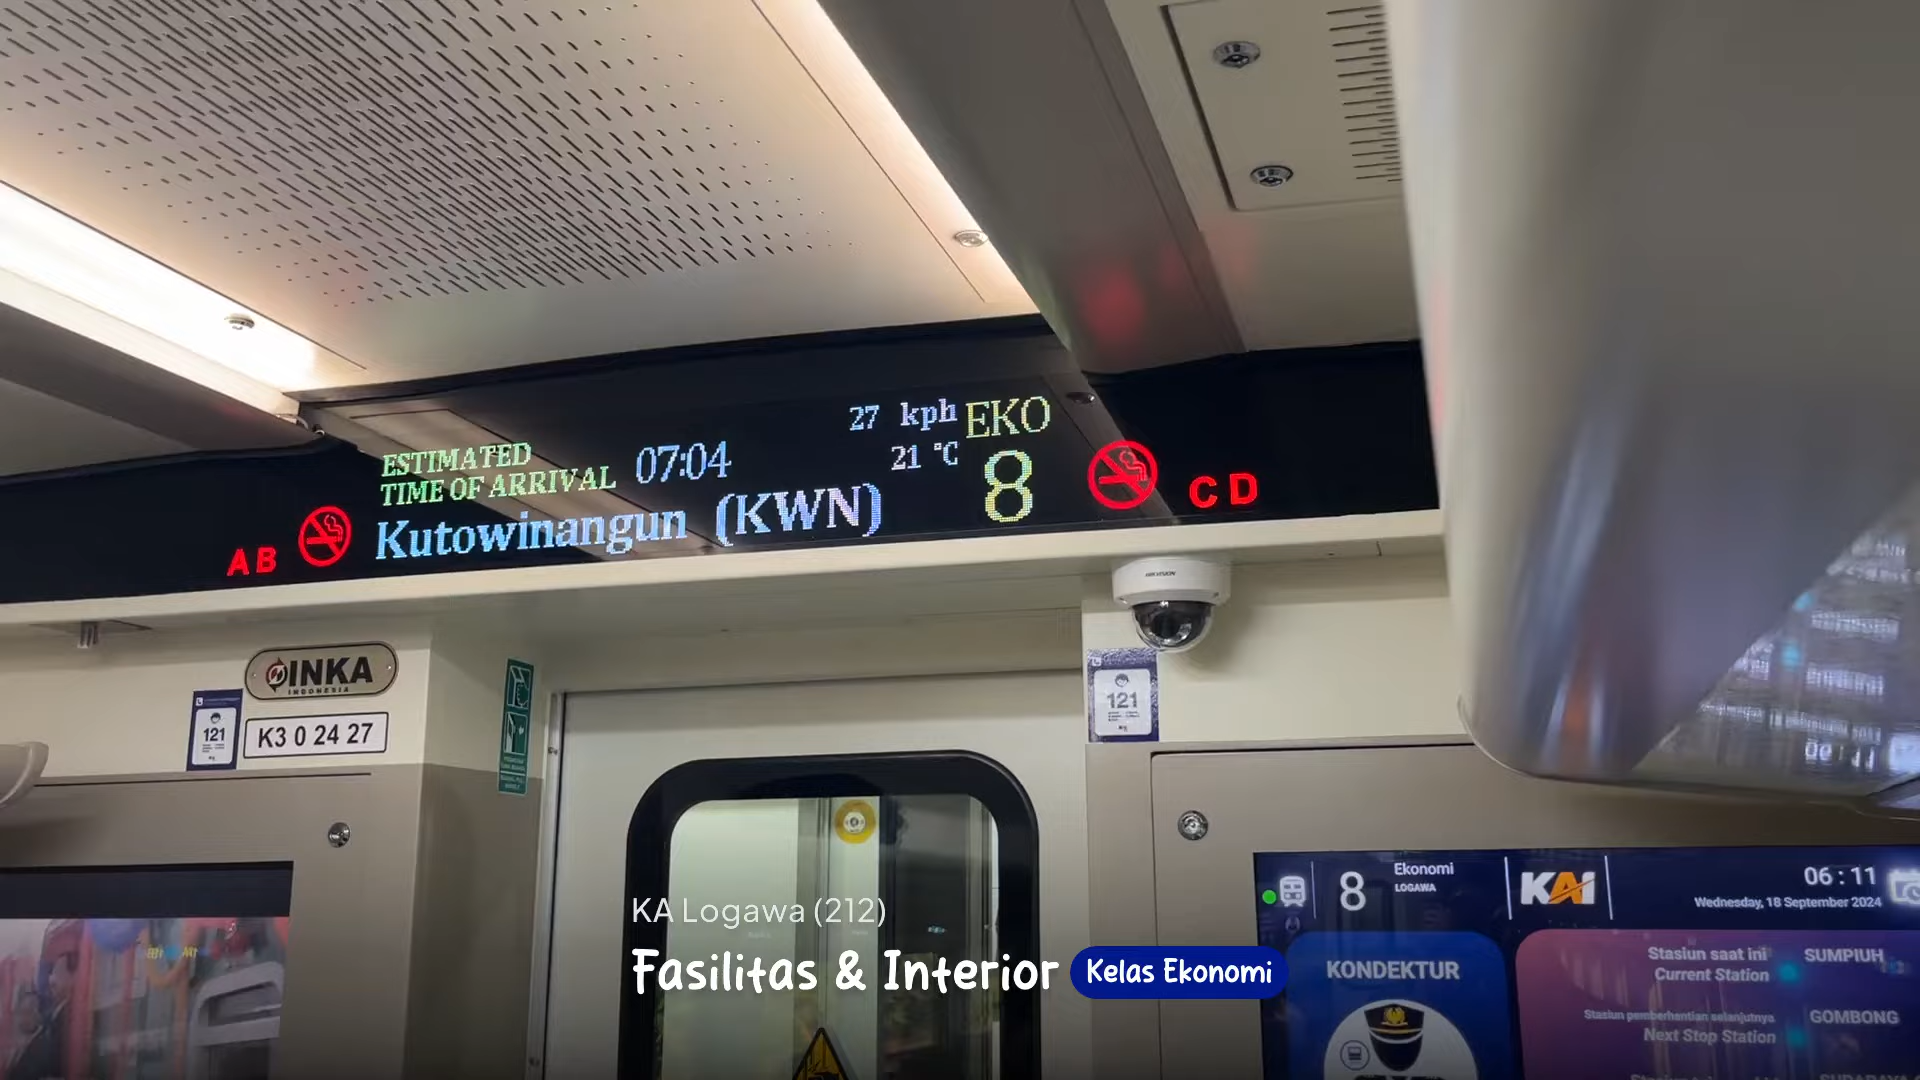 27 kph EKO
ESTIMATED
TIME OF ARRIVAL 07:04 21 °C 8
AB Kutowinangun (KWN) CD
HIKVISION
INKA
INDONESIA
121
K3 0 24 27
121
8 Ekonomi
LOGAWA
KAI
06:11
Wednesday, 18 September 2024
KONDEKTUR
Stasiun saat ini
Current Station
SUMPIUH
Stasiun pemberhentian selanjutnya
Next Stop Station
GOMBONG
KA Logawa (212)
Fasilitas & Interior Kelas Ekonomi